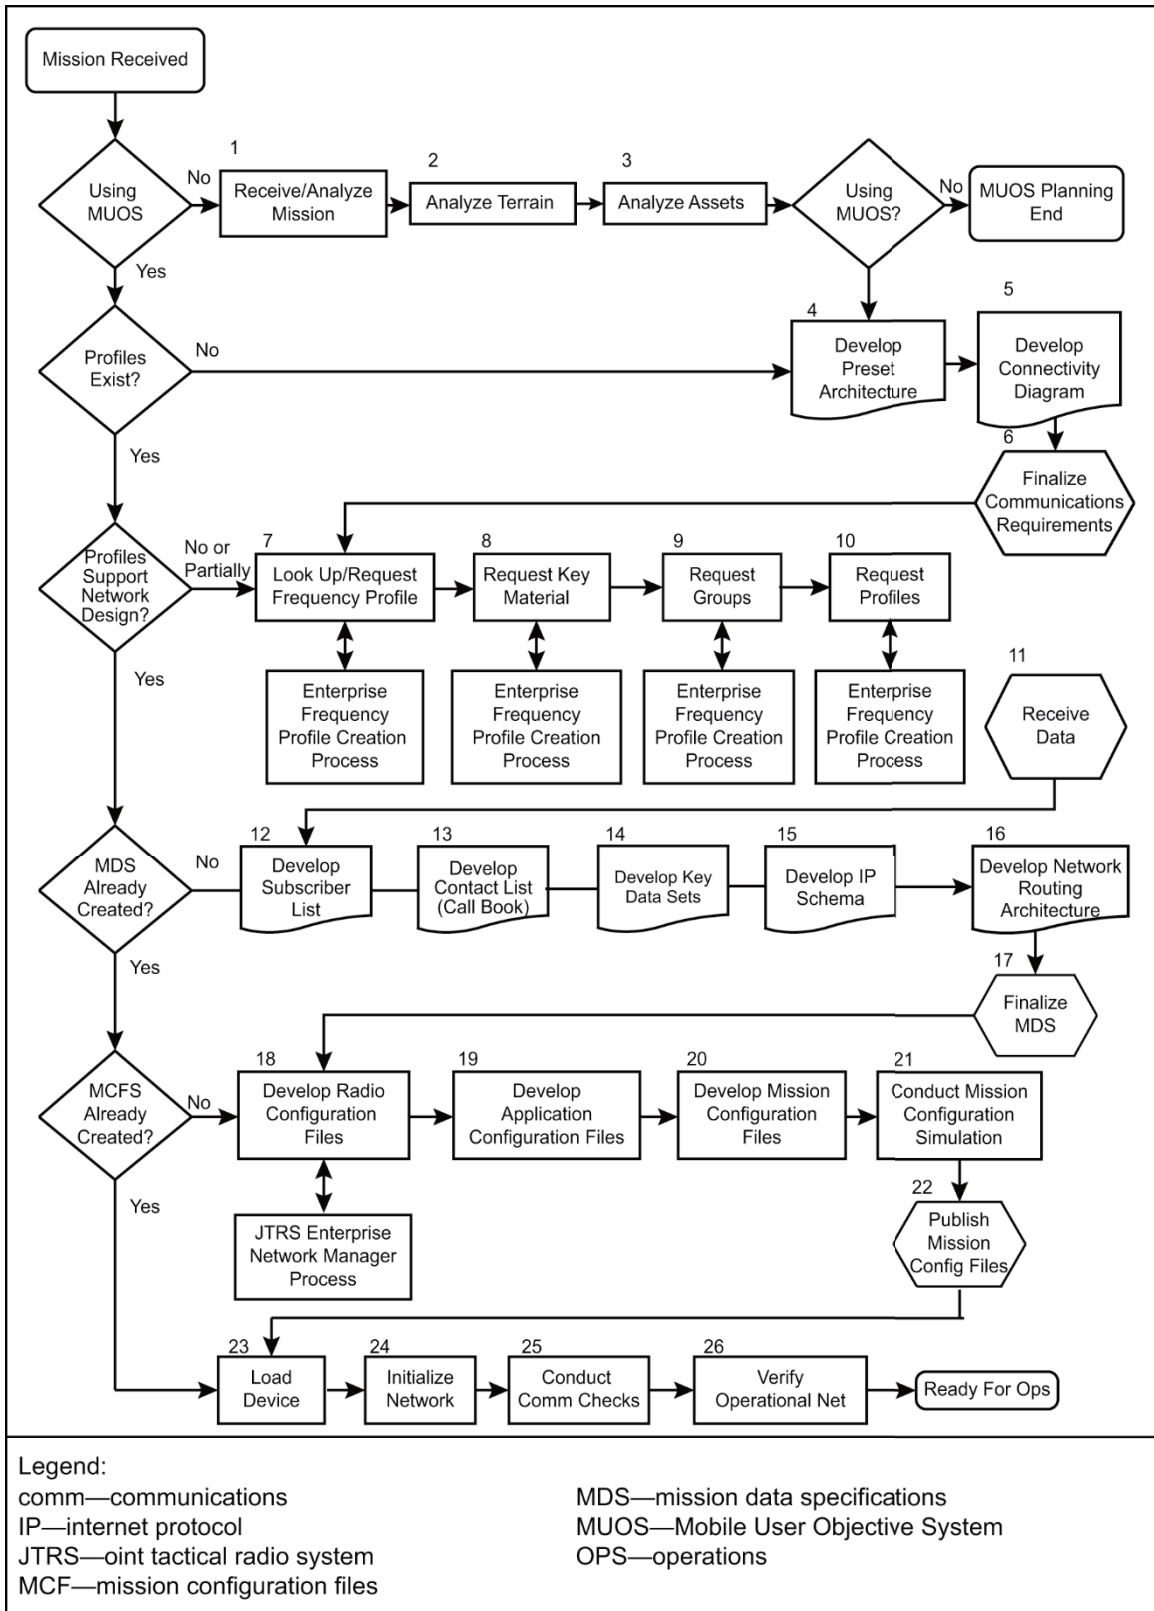 Mission Received
Using
MUOS
No
Yes
1
Receive/Analyze
Mission
2
Analyze Terrain
3
Analyze Assets
Using
MUOS?
No
MUOS Planning
End
Profiles
Exist?
No
Yes
4
Develop
Preset
Architecture
5
Develop
Connectivity
Diagram
6
Finalize
Communications
Requirements
Profiles
Support
Network
Design?
No or
Partially
Yes
7
Look Up/Request
Frequency Profile
8
Request Key
Material
9
Request
Groups
10
Request
Profiles
Enterprise
Frequency
Profile Creation
Process
Enterprise
Frequency
Profile Creation
Process
Enterprise
Frequency
Profile Creation
Process
Enterprise
Frequency
Profile Creation
Process
11
Receive
Data
MDS
Already
Created?
No
Yes
12
Develop
Subscriber
List
13
Develop
Contact List
(Call Book)
14
Develop Key
Data Sets
15
Develop IP
Schema
16
Develop Network
Routing
Architecture
17
Finalize
MDS
MCFS
Already
Created?
No
Yes
18
Develop Radio
Configuration
Files
19
Develop
Application
Configuration Files
20
Develop Mission
Configuration
Files
21
Conduct Mission
Configuration
Simulation
JTRS Enterprise
Network Manager
Process
22
Publish
Mission
Config Files
23
Load
Device
24
Initialize
Network
25
Conduct
Comm Checks
26
Verify
Operational Net
Ready For Ops
Legend:
comm—communications
IP—internet protocol
JTRS—oint tactical radio system
MCF—mission configuration files
MDS—mission data specifications
MUOS—Mobile User Objective System
OPS—operations